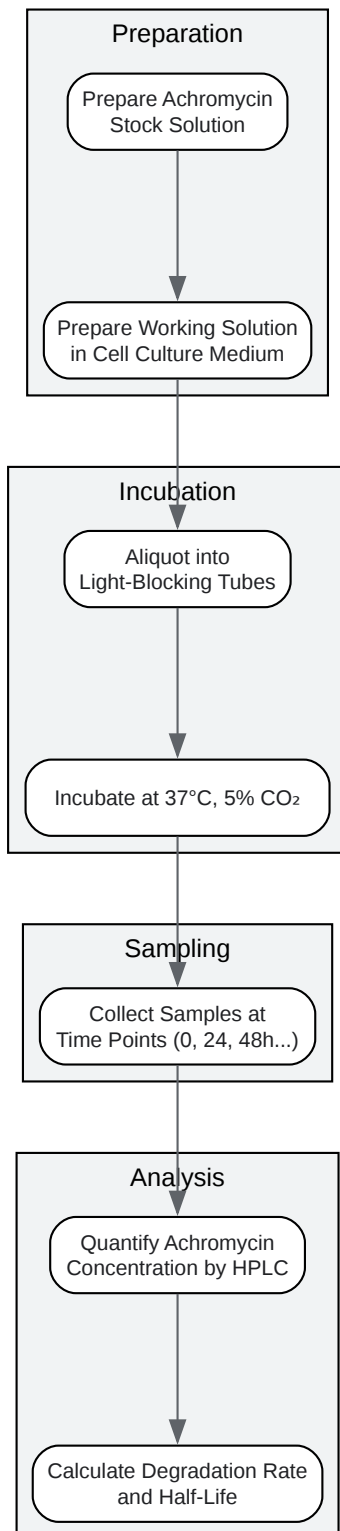 Preparation
Prepare Achromycin
Stock Solution
Prepare Working Solution
in Cell Culture Medium
Incubation
Aliquot into
Light-Blocking Tubes
Incubate at 37°C, 5% CO₂
Sampling
Collect Samples at
Time Points (0, 24, 48h...)
Analysis
Quantify Achromycin
Concentration by HPLC
Calculate Degradation Rate
and Half-Life